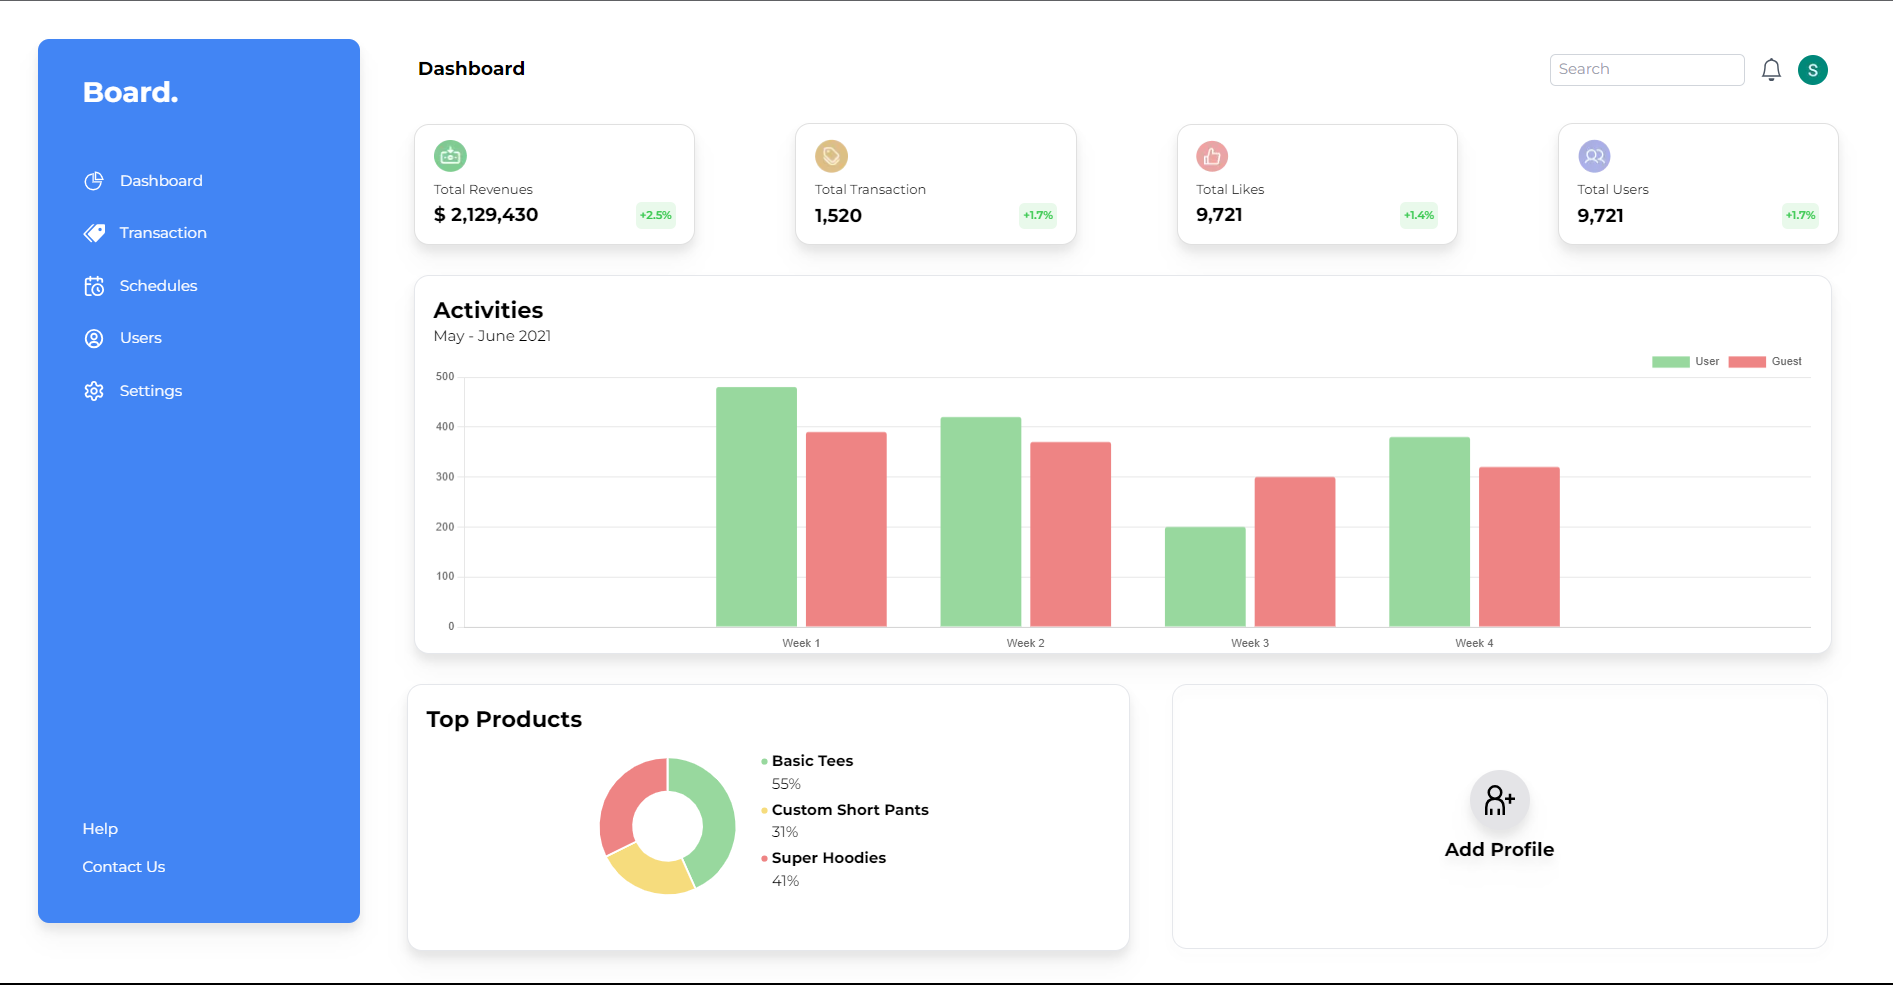 Board.
Dashboard
Transaction
Schedules
Users
Settings
Help
Contact Us
Dashboard
Search
S
Total Revenues
$ 2,129,430
+2.5%
Total Transaction
1,520
+1.7%
Total Likes
9,721
+1.4%
Total Users
9,721
+1.7%
Activities
May - June 2021
User
Guest
500
400
300
200
100
0
Week 1
Week 2
Week 3
Week 4
Top Products
Basic Tees
55%
Custom Short Pants
31%
Super Hoodies
41%
Add Profile